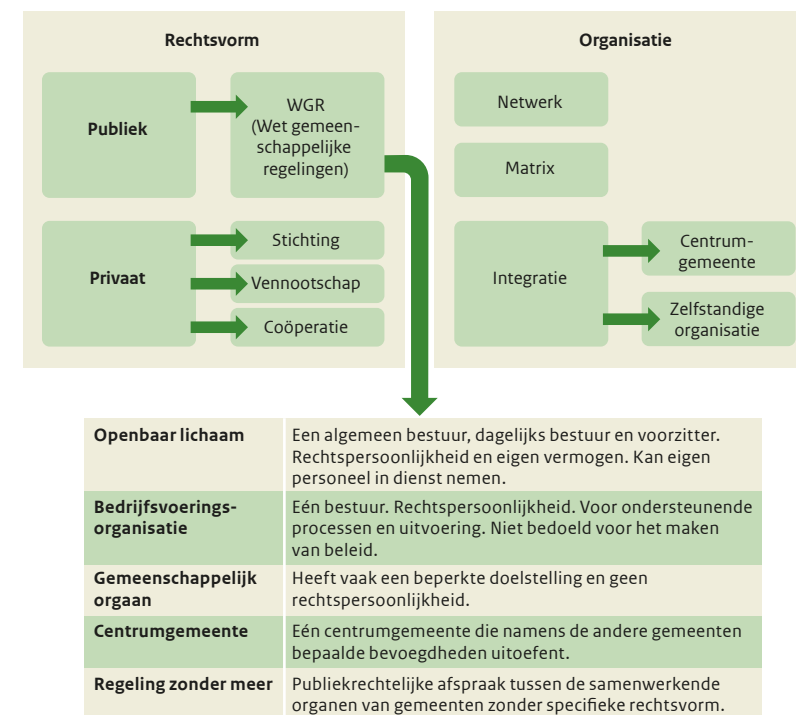 Rechtsvorm
Publiek
WGR
(Wet gemeen-
schappelijke
regelingen)
Privaat
Stichting
Vennootschap
Coöperatie
Organisatie
Netwerk
Matrix
Integratie
Centrum-
gemeente
Zelfstandige
organisatie
Openbaar lichaam
Een algemeen bestuur, dagelijks bestuur en voorzitter.
Rechtspersoonlijkheid en eigen vermogen. Kan eigen
personeel in dienst nemen.
Bedrijfsvoerings-
organisatie
Eén bestuur. Rechtspersoonlijkheid. Voor ondersteunende
processen en uitvoering. Niet bedoeld voor het maken
van beleid.
Gemeenschappelijk
orgaan
Heeft vaak een beperkte doelstelling en geen
rechtspersoonlijkheid.
Centrumgemeente
Eén centrumgemeente die namens de andere gemeenten
bepaalde bevoegdheden uitoefent.
Regeling zonder meer
Publiekrechtelijke afspraak tussen de samenwerkende
organen van gemeenten zonder specifieke rechtsvorm.